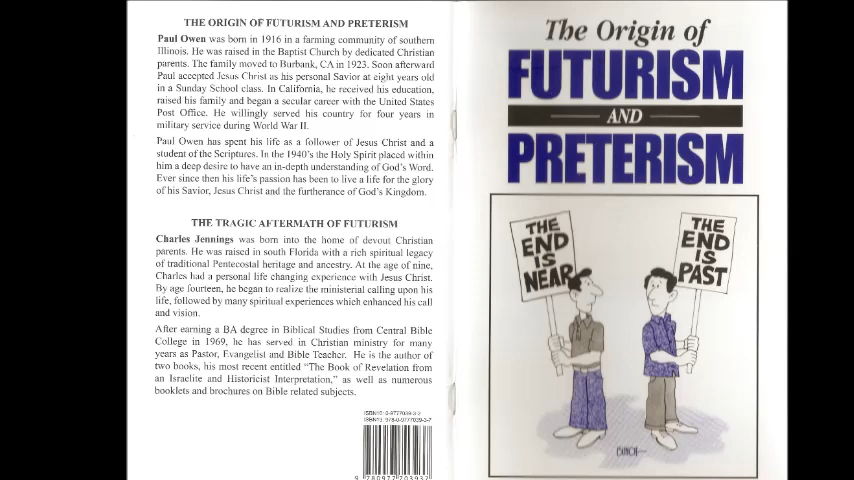 THE ORIGIN OF FUTURISM AND PRETERISM
Paul Owen was born in 1916 in a farming community of southern
Illinois. He was raised in the Baptist Church by dedicated Christian
parents. The family moved to Burbank, CA in 1923. Soon afterward
Paul accepted Jesus Christ as his personal Savior at eight years old
in a Sunday School class. In California, he received his education,
raised his family and began a secular career with the United States
Post Office. He willingly served his country for four years in
military service during World War II.
Paul Owen has spent his life as a follower of Jesus Christ and a
student of the Scriptures. In the 1940's the Holy Spirit placed within
him a deep desire to have an in-depth understanding of God's Word.
Ever since then his life's passion has been to live a life for the glory
of his Savior, Jesus Christ and the furtherance of God's Kingdom.
THE TRAGIC AFTERMATH OF FUTURISM
Charles Jennings was born into the home of devout Christian
parents. He was raised in south Florida with a rich spiritual legacy
of traditional Pentecostal heritage and ancestry. At the age of nine,
Charles had a personal life changing experience with Jesus Christ.
By age fourteen, he began to realize the ministerial calling upon his
life, followed by many spiritual experiences which enhanced his call
and vision.
After earning a BA degree in Biblical Studies from Central Bible
College in 1969, he has served in Christian ministry for many
years as Pastor, Evangelist and Bible Teacher. He is the author of
two books, his most recent entitled “The Book of Revelation from
an Israelite and Historicist Interpretation,” as well as numerous
booklets and brochures on Bible related subjects.
ISBN10: 0-9777039-3-2
ISBN13: 978-0-9777039-3-7
9 780977 703937
The Origin of
FUTURISM
AND
PRETERISM
THE
END
IS
NEAR
THE
END
IS
PAST
BUNCH